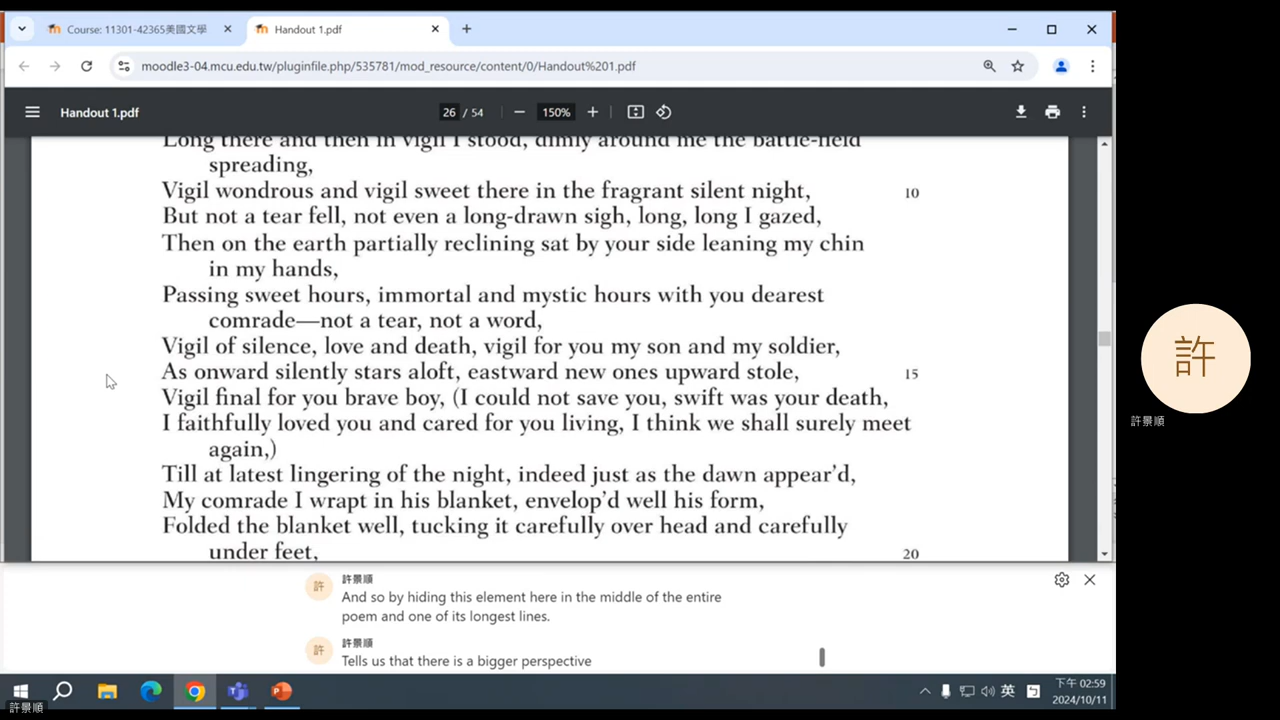 Course: 11301-42365美國文學
Handout 1.pdf
moodle3-04.mcu.edu.tw/pluginfile.php/535781/mod_resource/content/0/Handout%201.pdf
Handout 1.pdf
26 / 54
150%
Long there and then in vigil I stood, dimly around me the battle-field
spreading,
Vigil wondrous and vigil sweet there in the fragrant silent night, 10
But not a tear fell, not even a long-drawn sigh, long, long I gazed,
Then on the earth partially reclining sat by your side leaning my chin
in my hands,
Passing sweet hours, immortal and mystic hours with you dearest
comrade—not a tear, not a word,
Vigil of silence, love and death, vigil for you my son and my soldier,
As onward silently stars aloft, eastward new ones upward stole, 15
Vigil final for you brave boy, (I could not save you, swift was your death,
I faithfully loved you and cared for you living, I think we shall surely meet
again,)
Till at latest lingering of the night, indeed just as the dawn appear’d,
My comrade I wrapt in his blanket, envelop’d well his form,
Folded the blanket well, tucking it carefully over head and carefully
under feet, 20
許
許景順
許
許景順
And so by hiding this element here in the middle of the entire
poem and one of its longest lines.
許
許景順
Tells us that there is a bigger perspective
英
下午 02:59
2024/10/11
許景順